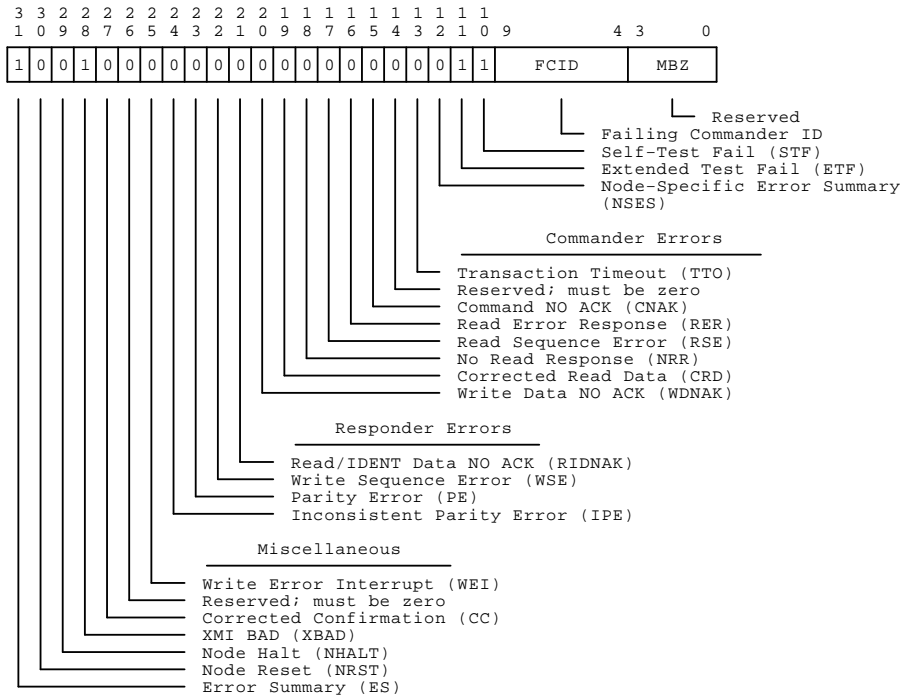 3 3 2 2 2 2 2 2 2 2 2 2 1 1 1 1 1 1 1 1 1 1
1 0 9 8 7 6 5 4 3 2 1 0 9 8 7 6 5 4 3 2 1 0 9 4 3 0
1 0 0 1 0 0 0 0 0 0 0 0 0 0 0 0 0 0 0 0 1 1 FCID MBZ
Reserved
Failing Commander ID
Self-Test Fail (STF)
Extended Test Fail (ETF)
Node-Specific Error Summary
(NSES)
Commander Errors
Transaction Timeout (TTO)
Reserved; must be zero
Command NO ACK (CNAK)
Read Error Response (RER)
Read Sequence Error (RSE)
No Read Response (NRR)
Corrected Read Data (CRD)
Write Data NO ACK (WDNAK)
Responder Errors
Read/IDENT Data NO ACK (RIDNAK)
Write Sequence Error (WSE)
Parity Error (PE)
Inconsistent Parity Error (IPE)
Miscellaneous
Write Error Interrupt (WEI)
Reserved; must be zero
Corrected Confirmation (CC)
XMI BAD (XBAD)
Node Halt (NHALT)
Node Reset (NRST)
Error Summary (ES)